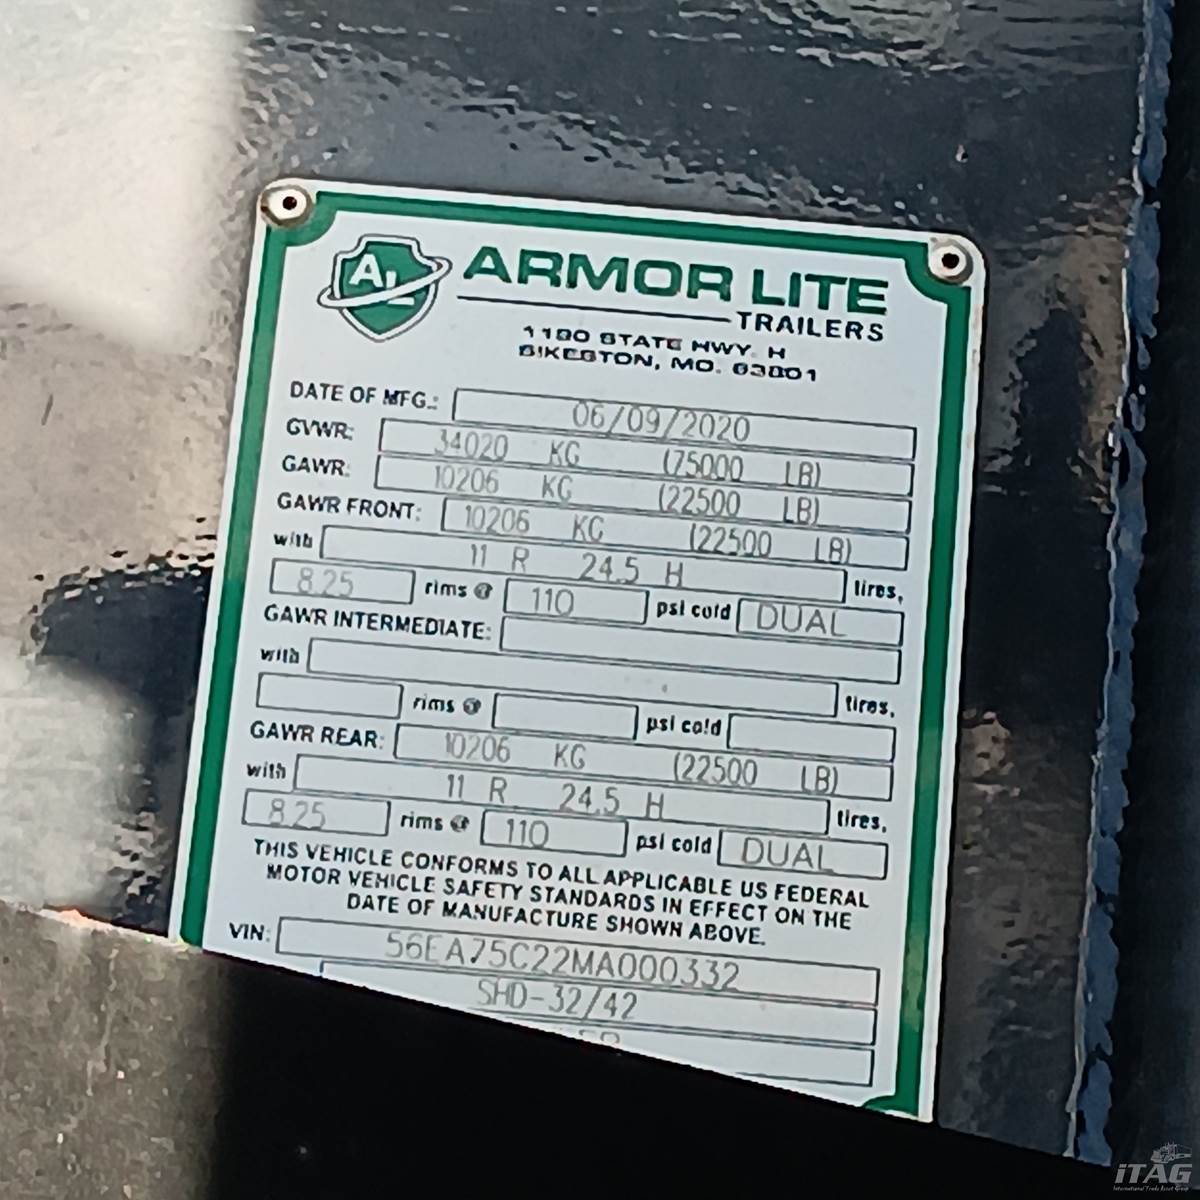 AL ARMOR LITE
TRAILERS
1180 STATE HWY. H
SIKESTON, MO. 63801
DATE OF MFG.: 06/09/2020
GVWR: 34020 KG (75000 LB)
GAWR: 10206 KG (22500 LB)
GAWR FRONT: 10206 KG (22500 LB)
with 11 R 24.5 H tires,
8.25 rims @ 110 psi cold DUAL
GAWR INTERMEDIATE:
with tires,
rims @ psi cold
GAWR REAR: 10206 KG (22500 LB)
with 11 R 24.5 H tires,
8.25 rims @ 110 psi cold DUAL
THIS VEHICLE CONFORMS TO ALL APPLICABLE US FEDERAL
MOTOR VEHICLE SAFETY STANDARDS IN EFFECT ON THE
DATE OF MANUFACTURE SHOWN ABOVE.
VIN: 56EA75C22MA000332
SHD-32/42
iTAG
International Trade Asset Group